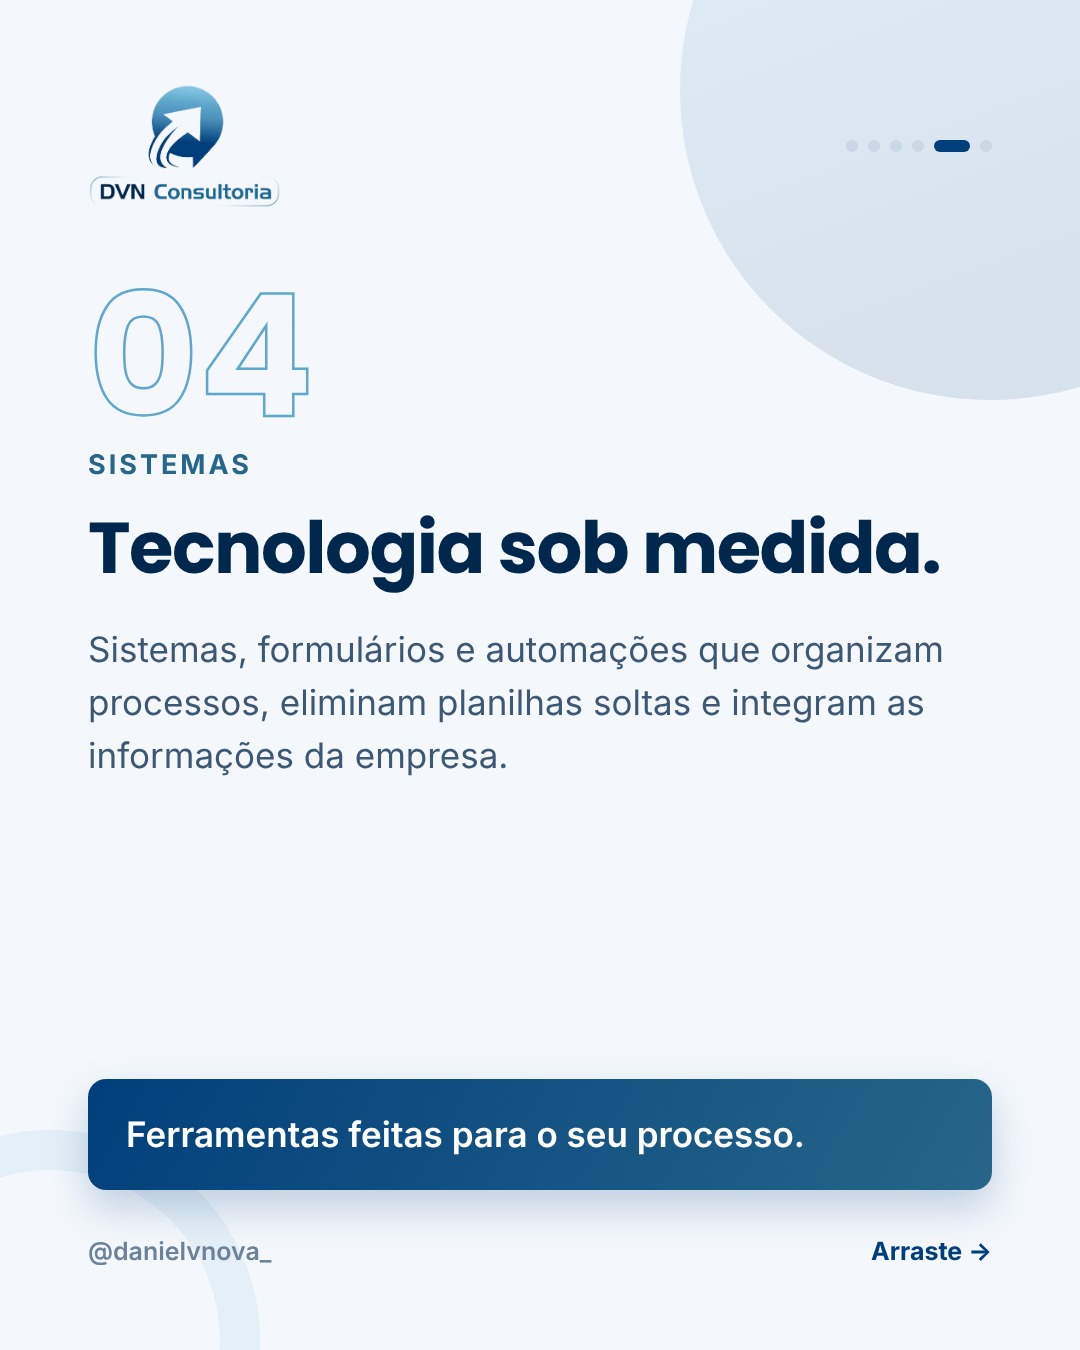 DVN Consultoria
04
SISTEMAS
Tecnologia sob medida.
Sistemas, formulários e automações que organizam
processos, eliminam planilhas soltas e integram as
informações da empresa.
Ferramentas feitas para o seu processo.
@danielvnova_
Arraste →